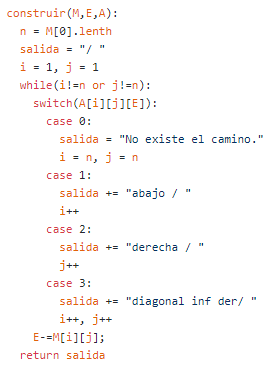 construir(M,E,A):
n = M[0].lenth
salida = "/ "
i = 1, j = 1
while(i!=n or j!=n):
switch(A[i][j][E]):
case 0:
salida = "No existe el camino."
i = n, j = n
case 1:
salida += "abajo / "
i++
case 2:
salida += "derecha / "
j++
case 3:
salida += "diagonal inf der/ "
i++, j++
E-=M[i][j];
return salida